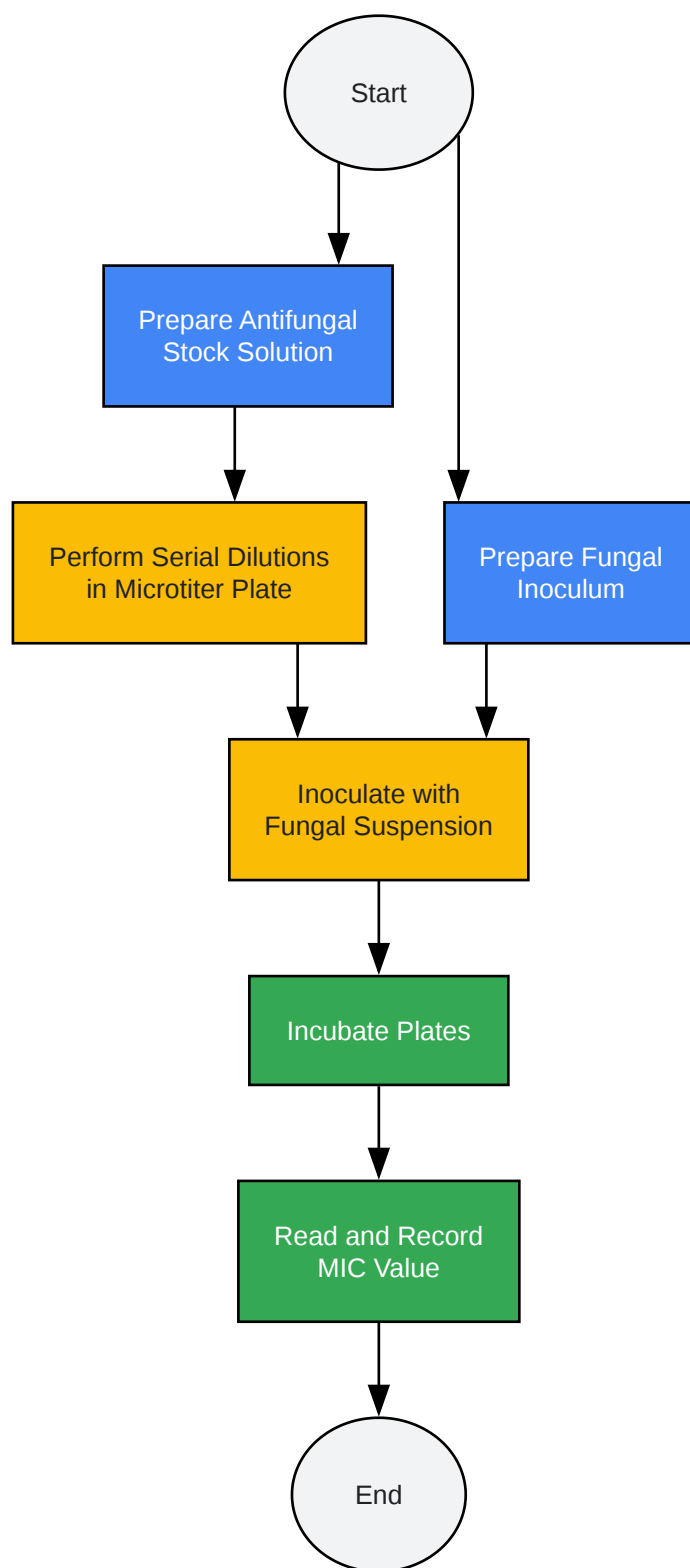 Start
Prepare Antifungal
Stock Solution
Perform Serial Dilutions
in Microtiter Plate
Prepare Fungal
Inoculum
Inoculate with
Fungal Suspension
Incubate Plates
Read and Record
MIC Value
End